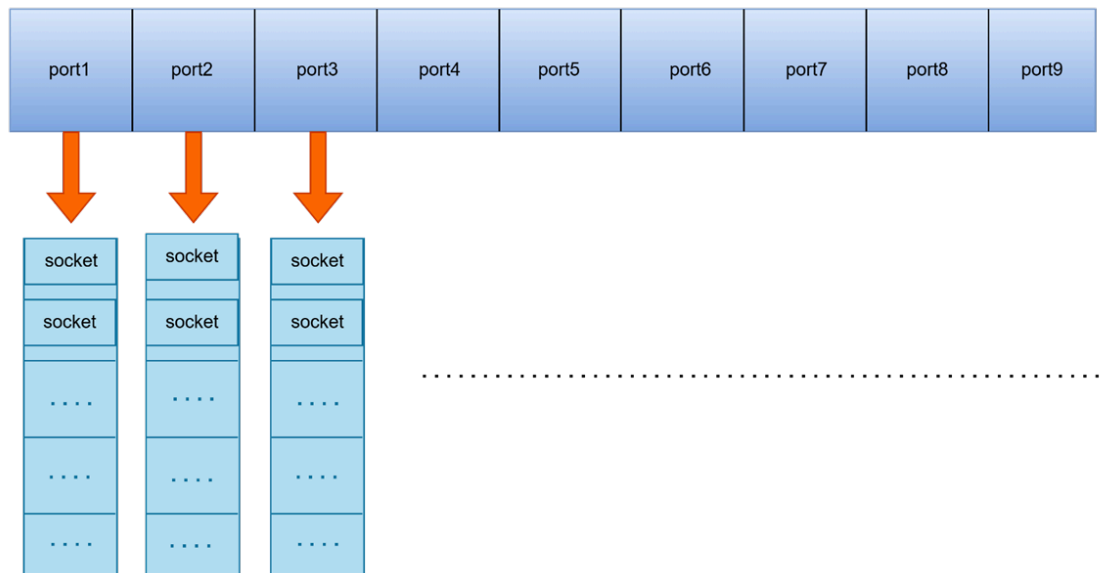 port1 port2 port3 port4 port5 port6 port7 port8 port9
socket socket socket
socket socket socket
. . . . . . . . . . . .
. . . . . . . . . . . .
. . . . . . . . . . . .